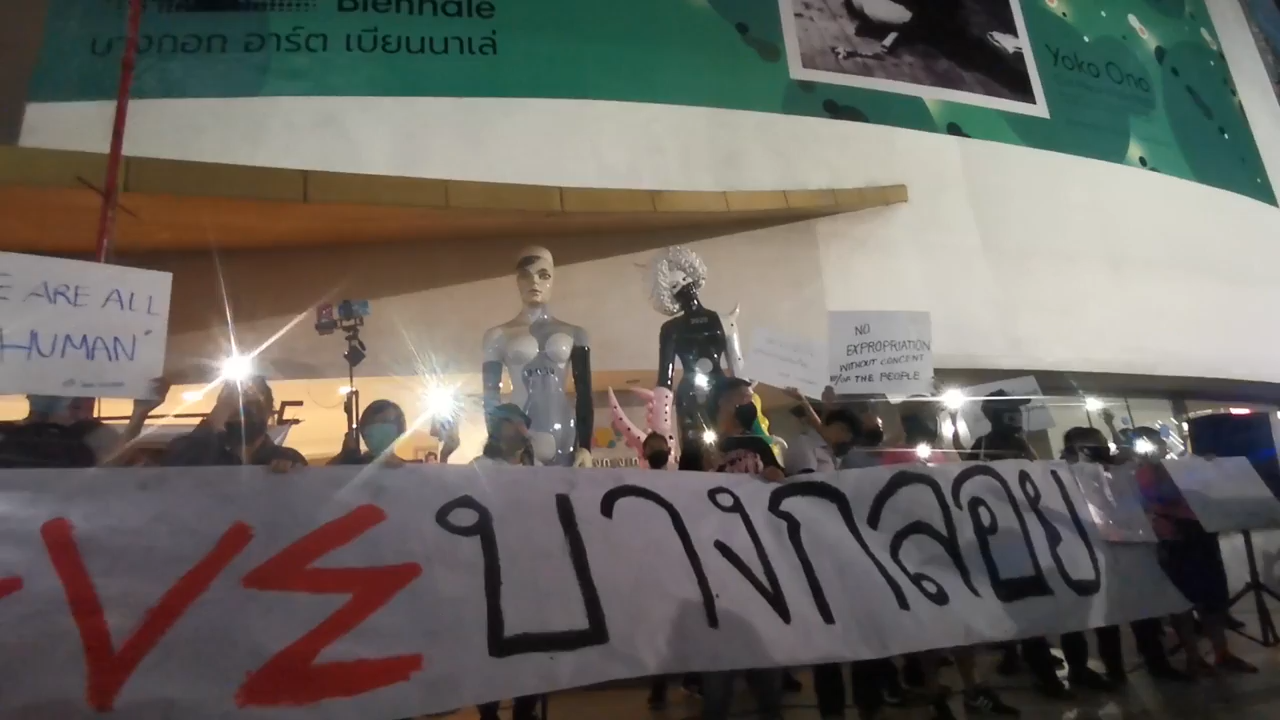 Biennale
บางกอก อาร์ต เบียนนาเล่
Yoko Ono
ARE ALL
HUMAN"
NO
EXPROPRIATION
WITHOUT CONCENT
OF THE PEOPLE
VE บางกลอย